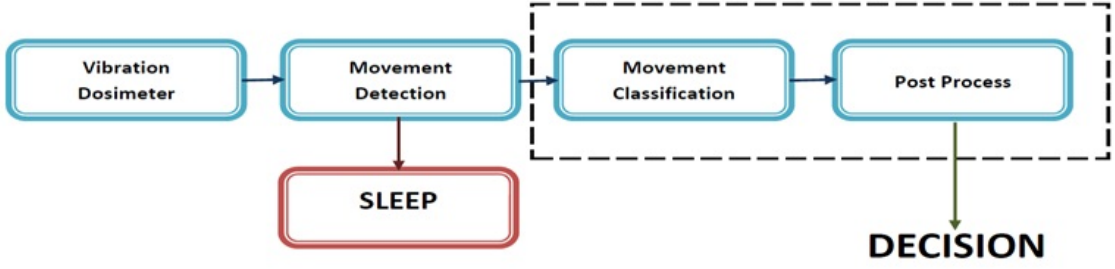 Vibration
Dosimeter
Movement
Detection
Movement
Classification
Post Process
SLEEP
DECISION